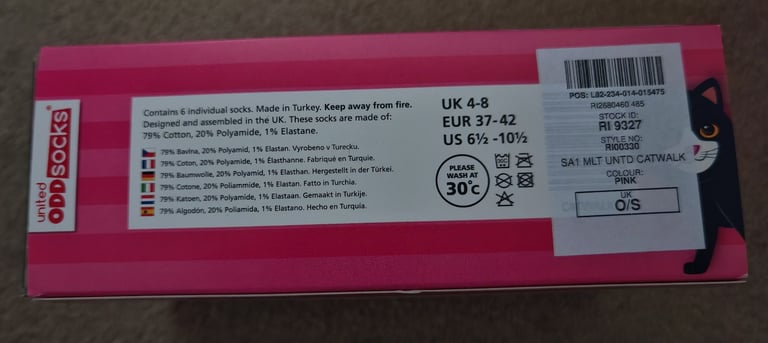 united
ODDSOCKS®
Contains 6 individual socks. Made in Turkey. Keep away from fire.
Designed and assembled in the UK. These socks are made of:
79% Cotton, 20% Polyamide, 1% Elastane.
79% Bavlna, 20% Polyamid, 1% Elastan. Vyrobeno v Turecku.
79% Coton, 20% Polyamide, 1% Élasthanne. Fabriqué en Turquie.
79% Baumwolle, 20% Polyamid, 1% Elasthan. Hergestellt in der Türkei.
79% Cotone, 20% Poliammide, 1% Elastan. Fatto in Turchia.
79% Katoen, 20% Polyamide, 1% Elastaan. Gemaakt in Turkije.
79% Algodón, 20% Poliamida, 1% Elastano. Hecho en Turquía.
UK 4-8
EUR 37-42
US 6½ -10½
PLEASE
WASH AT
30°c
POS: L82-234-014-015475
RI2680460 485
STOCK ID:
RI 9327
STYLE NO:
RI00330
SA1 MLT UNTD CATWALK
COLOUR:
PINK
UK
O/S